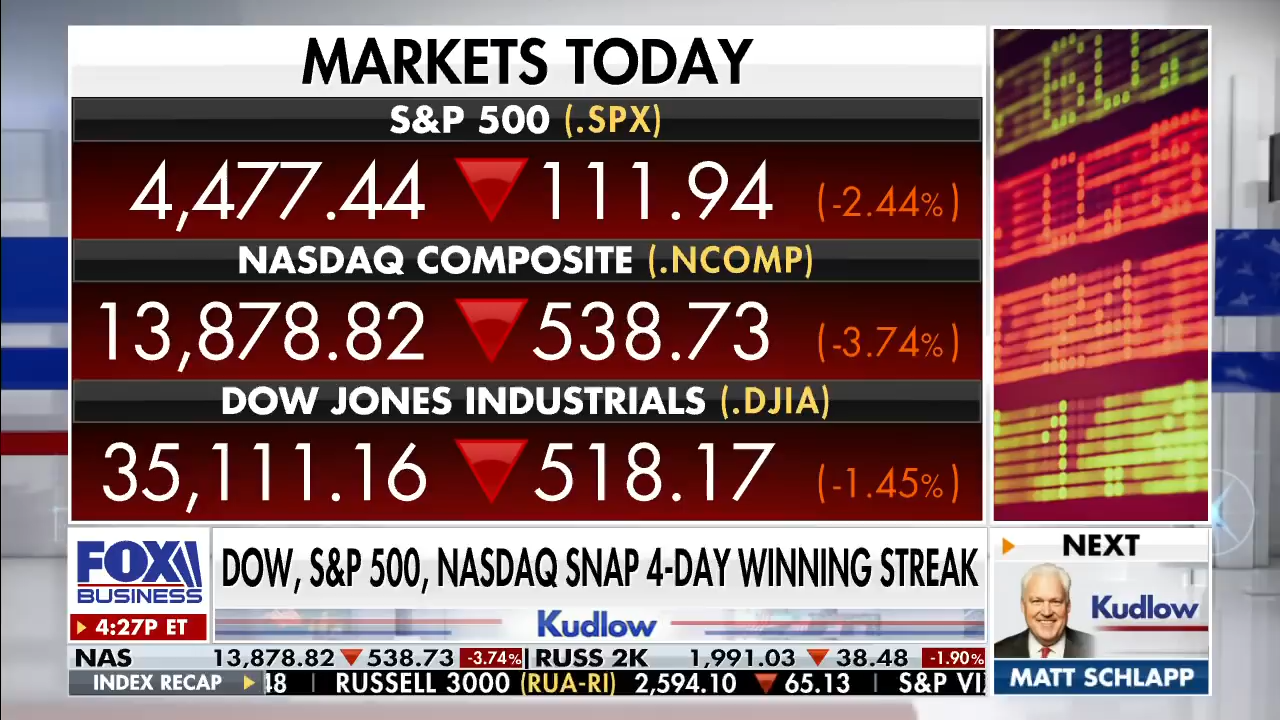 MARKETS TODAY
S&P 500 (.SPX)
4,477.44 ▼ 111.94 (-2.44%)
NASDAQ COMPOSITE (.NCOMP)
13,878.82 ▼ 538.73 (-3.74%)
DOW JONES INDUSTRIALS (.DJIA)
35,111.16 ▼ 518.17 (-1.45%)
FOX BUSINESS
DOW, S&P 500, NASDAQ SNAP 4-DAY WINNING STREAK
NEXT
Kudlow
MATT SCHLAPP
4:27P ET
Kudlow
NAS 13,878.82 ▼ 538.73 -3.74% RUSS 2K 1,991.03 ▼ 38.48 -1.90%
INDEX RECAP 48 | RUSSELL 3000 (RUA-RI) 2,594.10 ▼ 65.13 | S&P VI